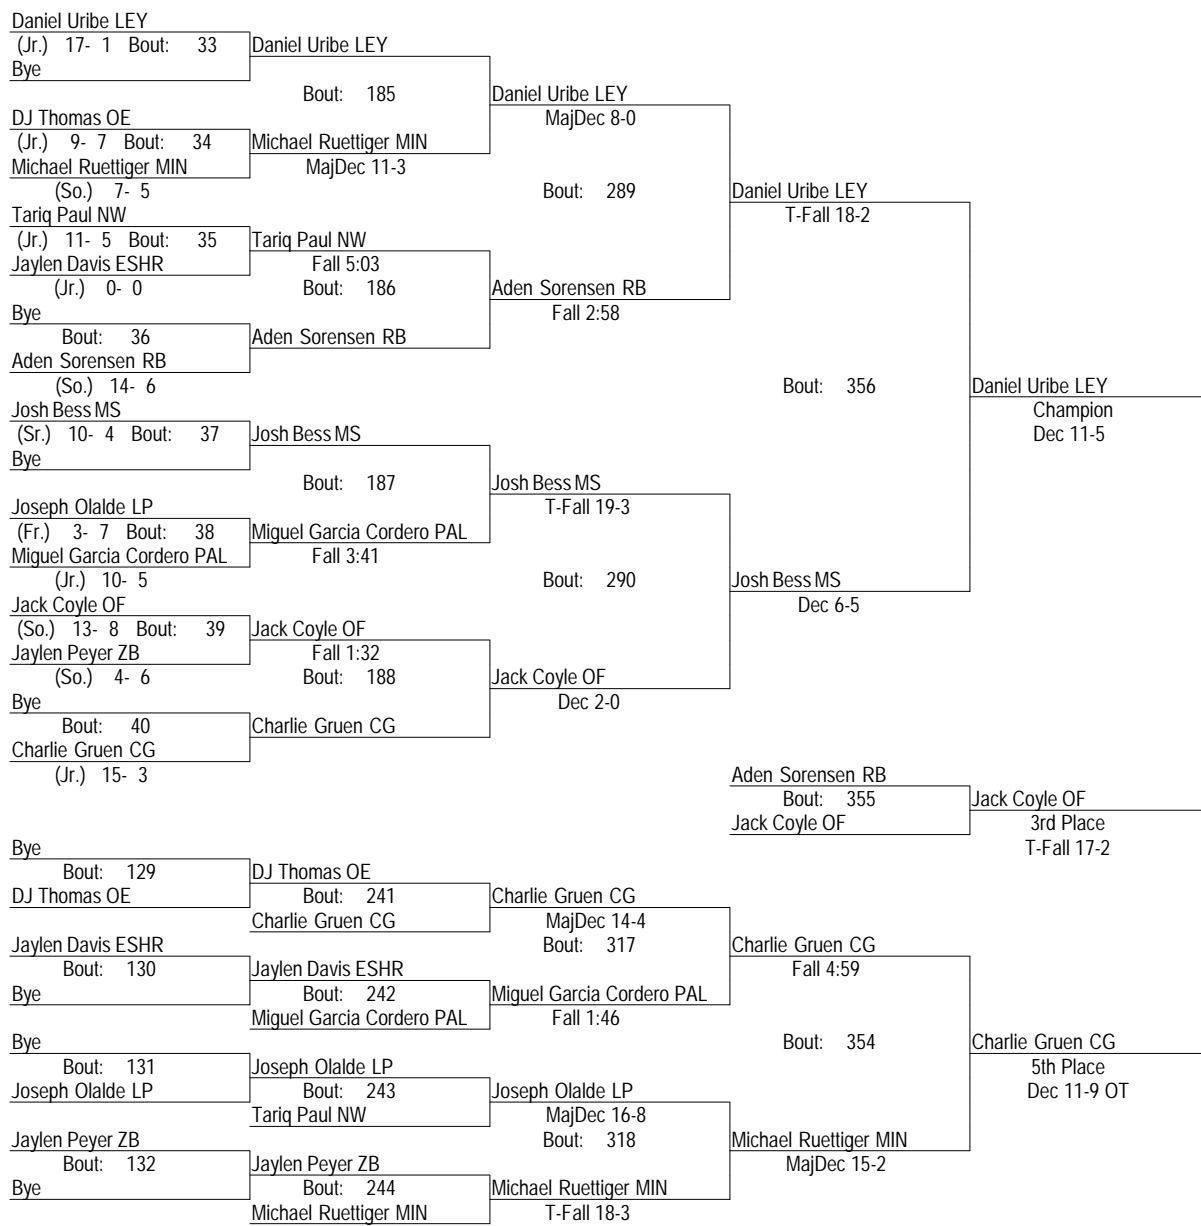 Daniel Uribe LEY
(Jr.) 17- 1 Bout: 33 Daniel Uribe LEY
Bye
Bout: 185 Daniel Uribe LEY
DJ Thomas OE MajDec 8-0
(Jr.) 9- 7 Bout: 34 Michael Ruettiger MIN
Michael Ruettiger MIN MajDec 11-3
(So.) 7- 5 Bout: 289 Daniel Uribe LEY
Tariq Paul NW T-Fall 18-2
(Jr.) 11- 5 Bout: 35 Tariq Paul NW
Jaylen Davis ESHR Fall 5:03
(Jr.) 0- 0 Bout: 186 Aden Sorensen RB
Bye Fall 2:58
Bout: 36 Aden Sorensen RB
Aden Sorensen RB
(So.) 14- 6 Bout: 356 Daniel Uribe LEY
Josh Bess MS Champion
(Sr.) 10- 4 Bout: 37 Josh Bess MS Dec 11-5
Bye
Bout: 187 Josh Bess MS
Joseph Olalde LP T-Fall 19-3
(Fr.) 3- 7 Bout: 38 Miguel Garcia Cordero PAL
Miguel Garcia Cordero PAL Fall 3:41
(Jr.) 10- 5 Bout: 290 Josh Bess MS
Jack Coyle OF Dec 6-5
(So.) 13- 8 Bout: 39 Jack Coyle OF
Jaylen Peyer ZB Fall 1:32
(So.) 4- 6 Bout: 188 Jack Coyle OF
Bye Dec 2-0
Bout: 40 Charlie Gruen CG
Charlie Gruen CG
(Jr.) 15- 3 Aden Sorensen RB
Bout: 355 Jack Coyle OF
Jack Coyle OF 3rd Place
Bye T-Fall 17-2
Bout: 129 DJ Thomas OE
DJ Thomas OE Bout: 241 Charlie Gruen CG
Charlie Gruen CG MajDec 14-4
Jaylen Davis ESHR Bout: 317 Charlie Gruen CG
Bout: 130 Jaylen Davis ESHR Fall 4:59
Bye Bout: 242 Miguel Garcia Cordero PAL
Miguel Garcia Cordero PAL Fall 1:46
Bye Bout: 354 Charlie Gruen CG
Bout: 131 Joseph Olalde LP 5th Place
Joseph Olalde LP Bout: 243 Joseph Olalde LP Dec 11-9 OT
Tariq Paul NW MajDec 16-8
Jaylen Peyer ZB Bout: 318 Michael Ruettiger MIN
Bout: 132 Jaylen Peyer ZB MajDec 15-2
Bye Bout: 244 Michael Ruettiger MIN
Michael Ruettiger MIN T-Fall 18-3